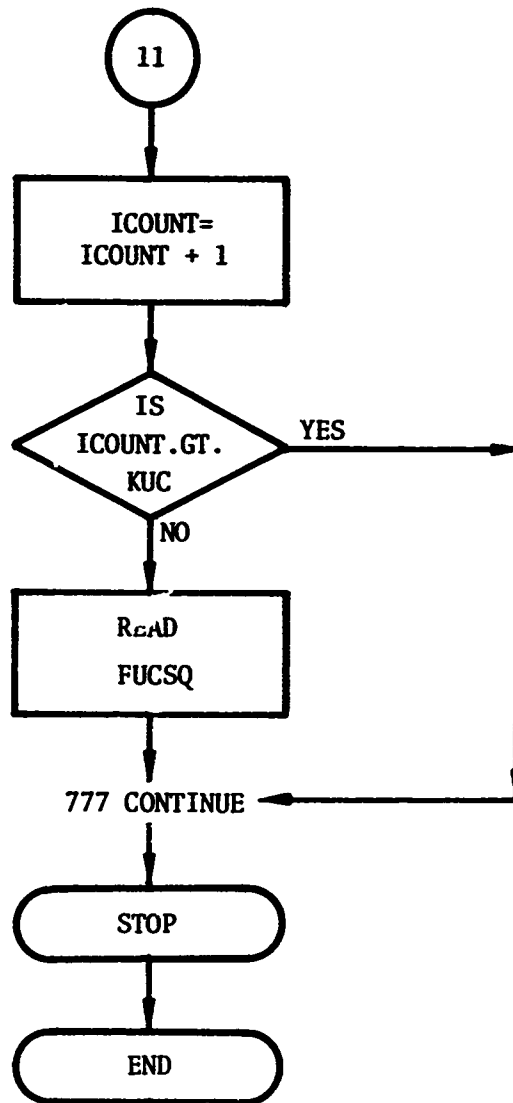 11
ICOUNT=
ICOUNT + 1
IS
ICOUNT.GT.
KUC
YES
NO
READ
FUCSQ
777 CONTINUE
STOP
END